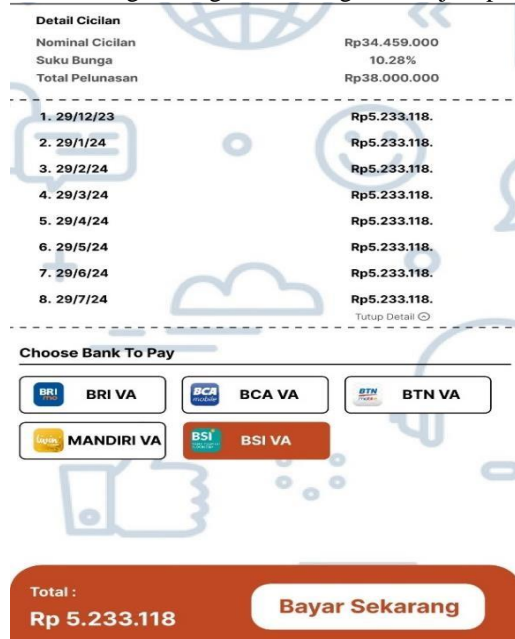 Detail Cicilan
Nominal Cicilan Rp34.459.000
Suku Bunga 10.28%
Total Pelunasan Rp38.000.000
1. 29/12/23 Rp5.233.118.
2. 29/1/24 Rp5.233.118.
3. 29/2/24 Rp5.233.118.
4. 29/3/24 Rp5.233.118.
5. 29/4/24 Rp5.233.118.
6. 29/5/24 Rp5.233.118.
7. 29/6/24 Rp5.233.118.
8. 29/7/24 Rp5.233.118.
Tutup Detail
Choose Bank To Pay
BRI mo BRI VA BCA mobile BCA VA BTN mobile BTN VA
livin' MANDIRI VA BSI BSI VA
Total :
Rp 5.233.118 Bayar Sekarang